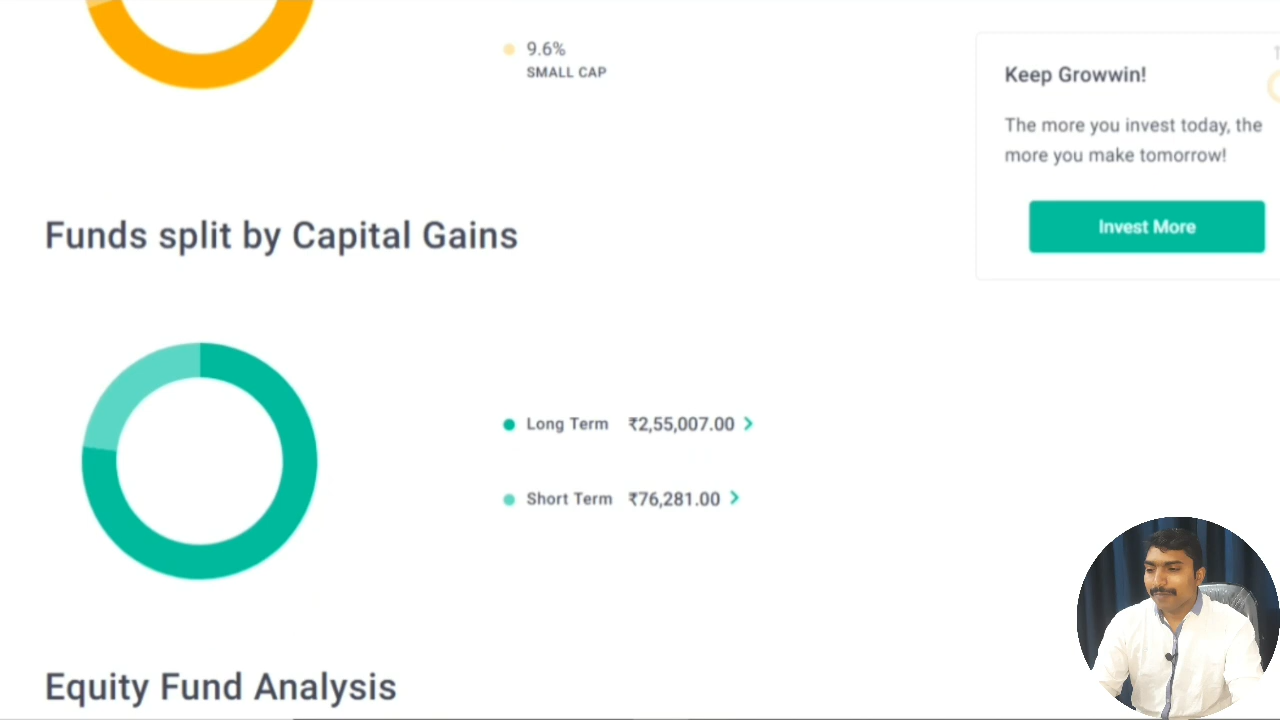 9.6%
SMALL CAP
Keep Growwin!
The more you invest today, the
more you make tomorrow!
Invest More
Funds split by Capital Gains
Long Term ₹2,55,007.00
Short Term ₹76,281.00
Equity Fund Analysis